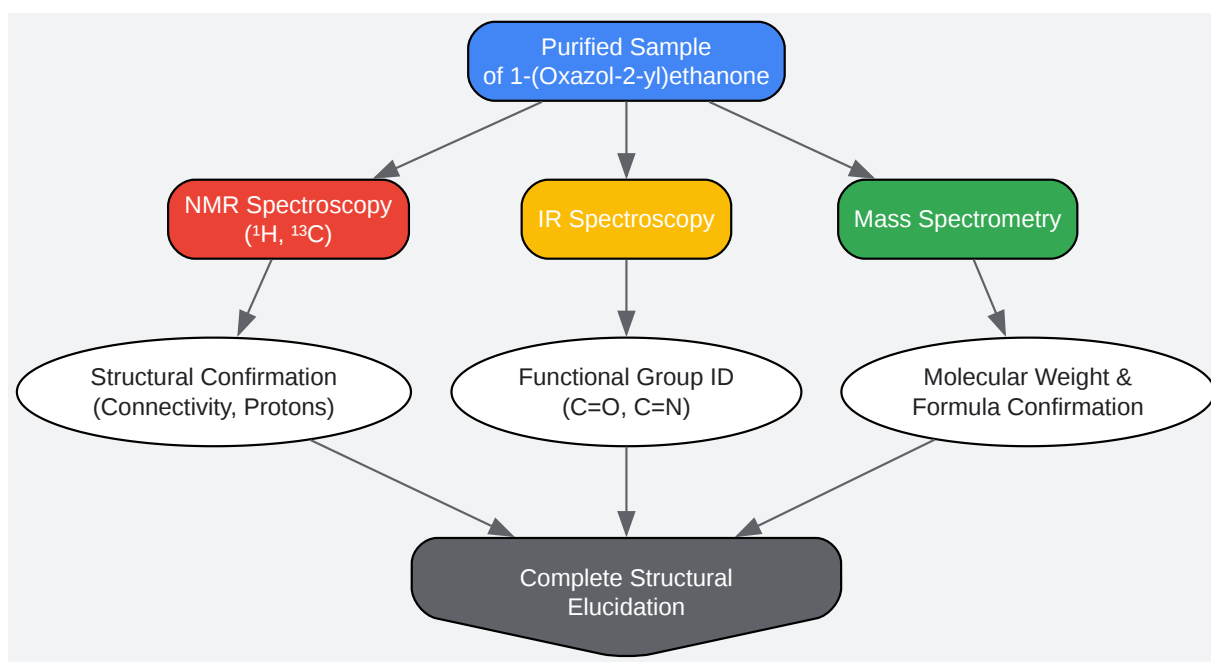 Purified Sample
of 1-(Oxazol-2-yl)ethanone
NMR Spectroscopy
(¹H, ¹³C)
IR Spectroscopy
Mass Spectrometry
Structural Confirmation
(Connectivity, Protons)
Functional Group ID
(C=O, C=N)
Molecular Weight &
Formula Confirmation
Complete Structural
Elucidation